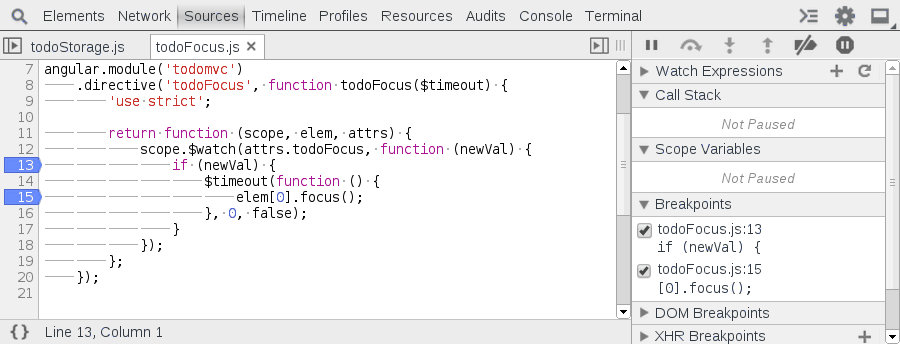 Elements Network Sources Timeline Profiles Resources Audits Console Terminal
todoStorage.js todoFocus.js
7 angular.module('todomvc')
8 .directive('todoFocus', function todoFocus($timeout) {
9 'use strict';
10
11 return function (scope, elem, attrs) {
12 scope.$watch(attrs.todoFocus, function (newVal) {
13 if (newVal) {
14 $timeout(function () {
15 elem[0].focus();
16 }, 0, false);
17 }
18 });
19 };
20 });
21
{} Line 13, Column 1
Watch Expressions
Call Stack
Not Paused
Scope Variables
Not Paused
Breakpoints
todoFocus.js:13
if (newVal) {
todoFocus.js:15
[0].focus();
DOM Breakpoints
XHR Breakpoints